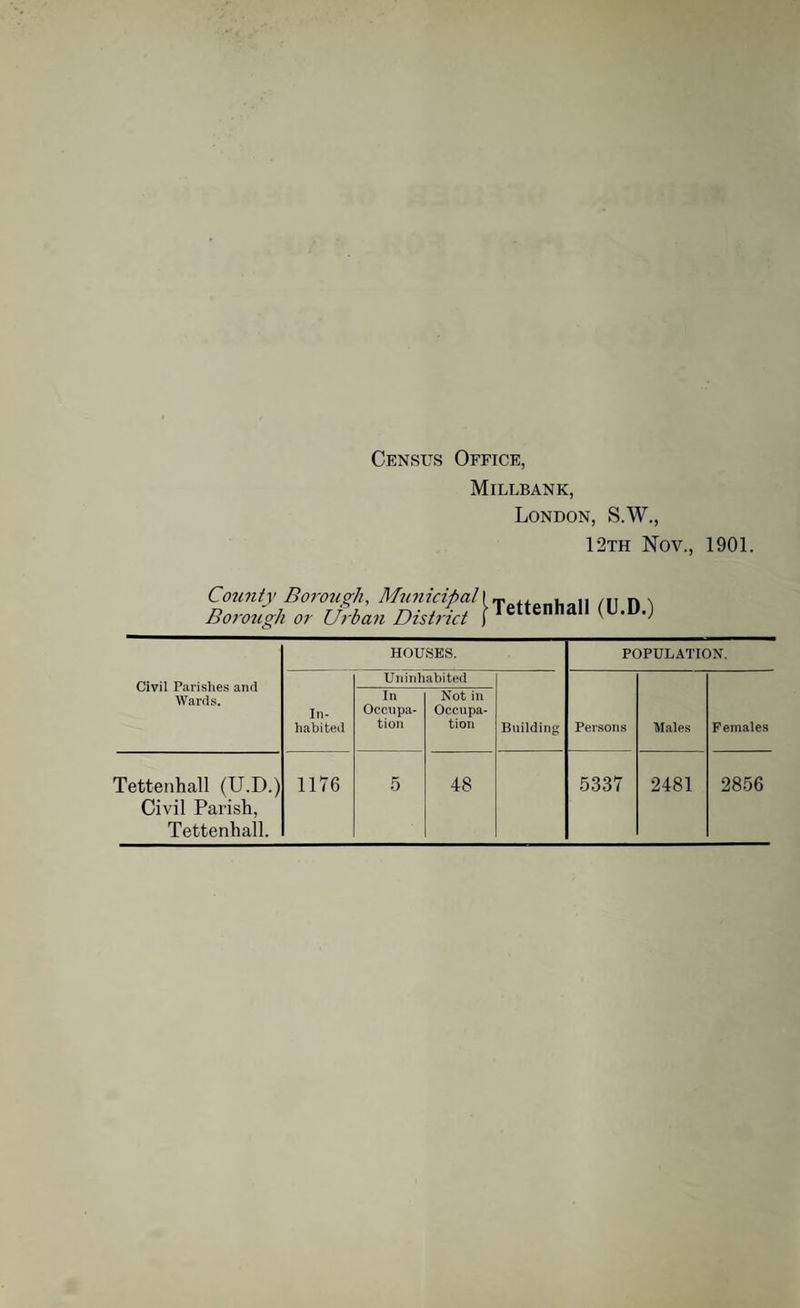 CENSUS OFFICE,
MILLBANK,
LONDON, S.W.,
12TH NOV., 1901.
County Borough, Municipal
Borough or Urban District } Tettenhall (U.D.)
Civil Parishes and Wards. HOUSES. POPULATION.
Uninhabited
In-habited In Occupa-tion Not in Occupa-tion Building Persons Males Females
Tettenhall (U.D.) 1176 5 48 5337 2481 2856
Civil Parish,
Tettenhall.